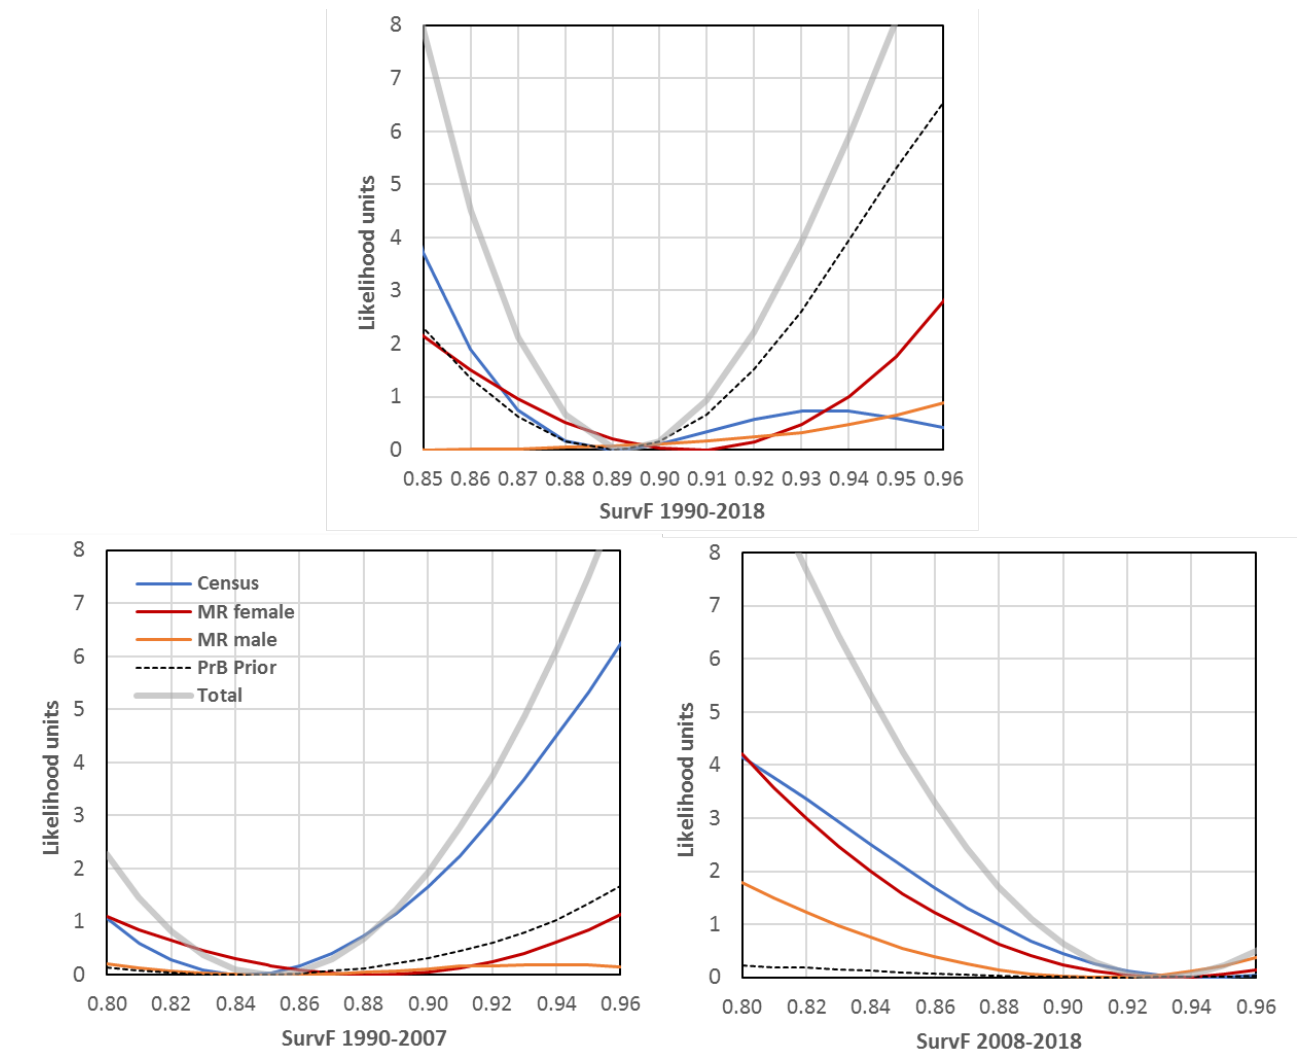 8
7
6
5
4
3
2
1
0
Likelihood units
0.85 0.86 0.87 0.88 0.89 0.90 0.91 0.92 0.93 0.94 0.95 0.96
SurvF 1990-2018
8
7
6
5
4
3
2
1
0
Likelihood units
Census
MR female
MR male
PrB Prior
Total
0.80 0.82 0.84 0.86 0.88 0.90 0.92 0.94 0.96
SurvF 1990-2007
8
7
6
5
4
3
2
1
0
Likelihood units
0.80 0.82 0.84 0.86 0.88 0.90 0.92 0.94 0.96
SurvF 2008-2018